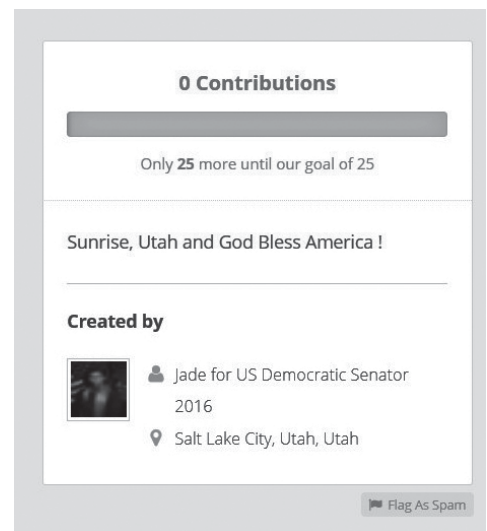 0 Contributions
Only 25 more until our goal of 25
Sunrise, Utah and God Bless America !
Created by
Jade for US Democratic Senator
2016
Salt Lake City, Utah, Utah
Flag As Spam